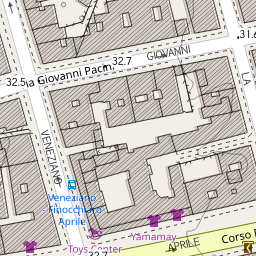 31.6
GIOVANNI
32.7
ia Giovanni Pacini
32.5
LA
VENEZIANO
Veneziano
Finocchiaro
Aprile
Yamamay
Corso F
APRILE
Toys Center
32.7